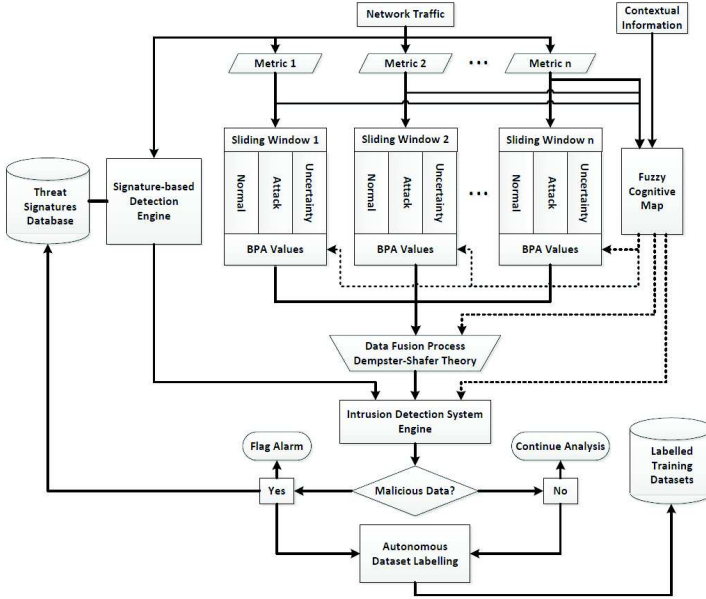 Network Traffic
Contextual
Information
Metric 1
Metric 2
...
Metric n
Sliding Window 1
Normal
Attack
Uncertainty
BPA Values
Sliding Window 2
Normal
Attack
Uncertainty
BPA Values
...
Sliding Window n
Normal
Attack
Uncertainty
BPA Values
Threat
Signatures
Database
Signature-based
Detection
Engine
Fuzzy
Cognitive
Map
Data Fusion Process
Dempster-Shafer Theory
Intrusion Detection System
Engine
Flag Alarm
Continue Analysis
Labelled
Training
Datasets
Yes
Malicious Data?
No
Autonomous
Dataset Labelling